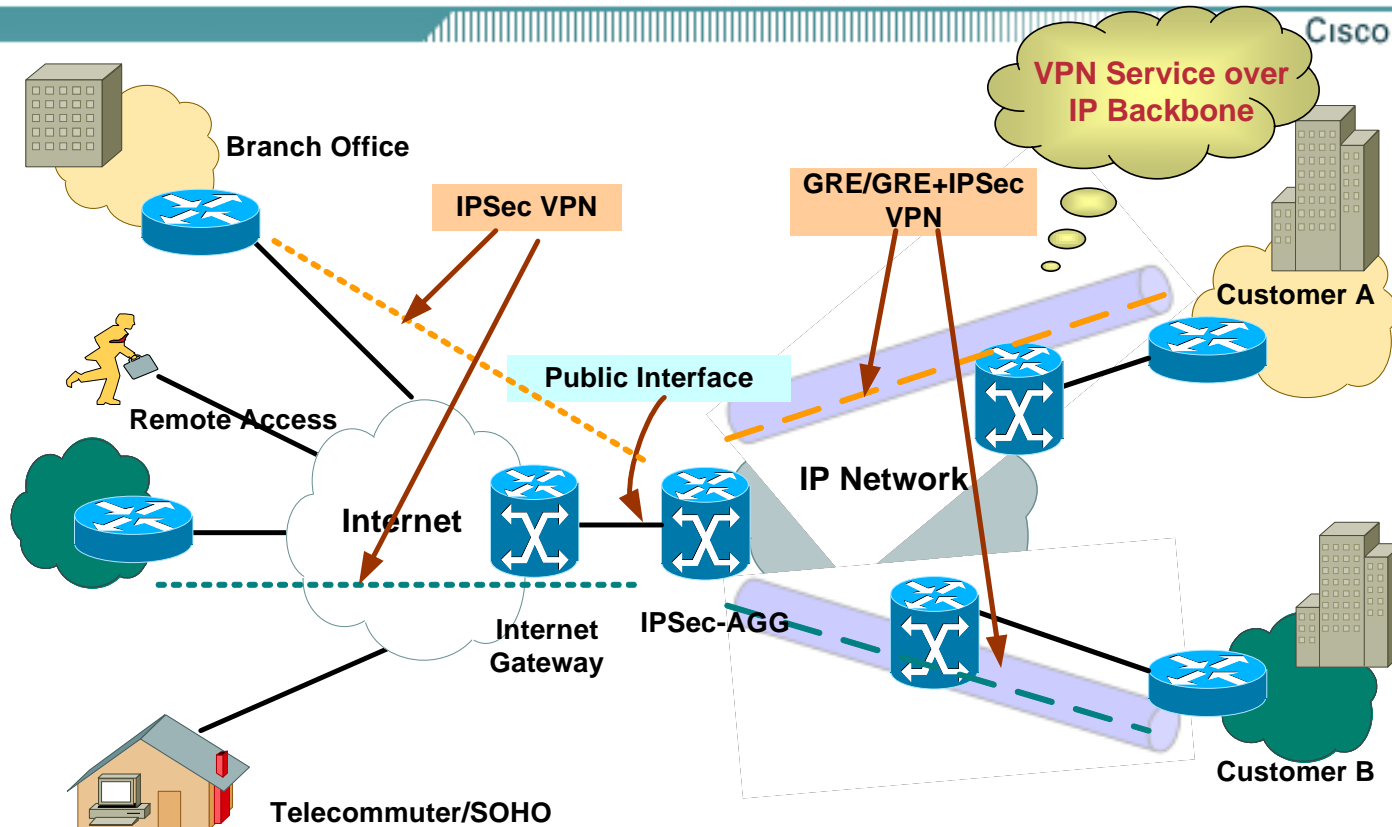 Cisco
VPN Service over
IP Backbone
Branch Office
IPSec VPN
GRE/GRE+IPSec
VPN
Customer A
Public Interface
Remote Access
IP Network
Internet
Internet
Gateway
IPSec-AGG
Customer B
Telecommuter/SOHO